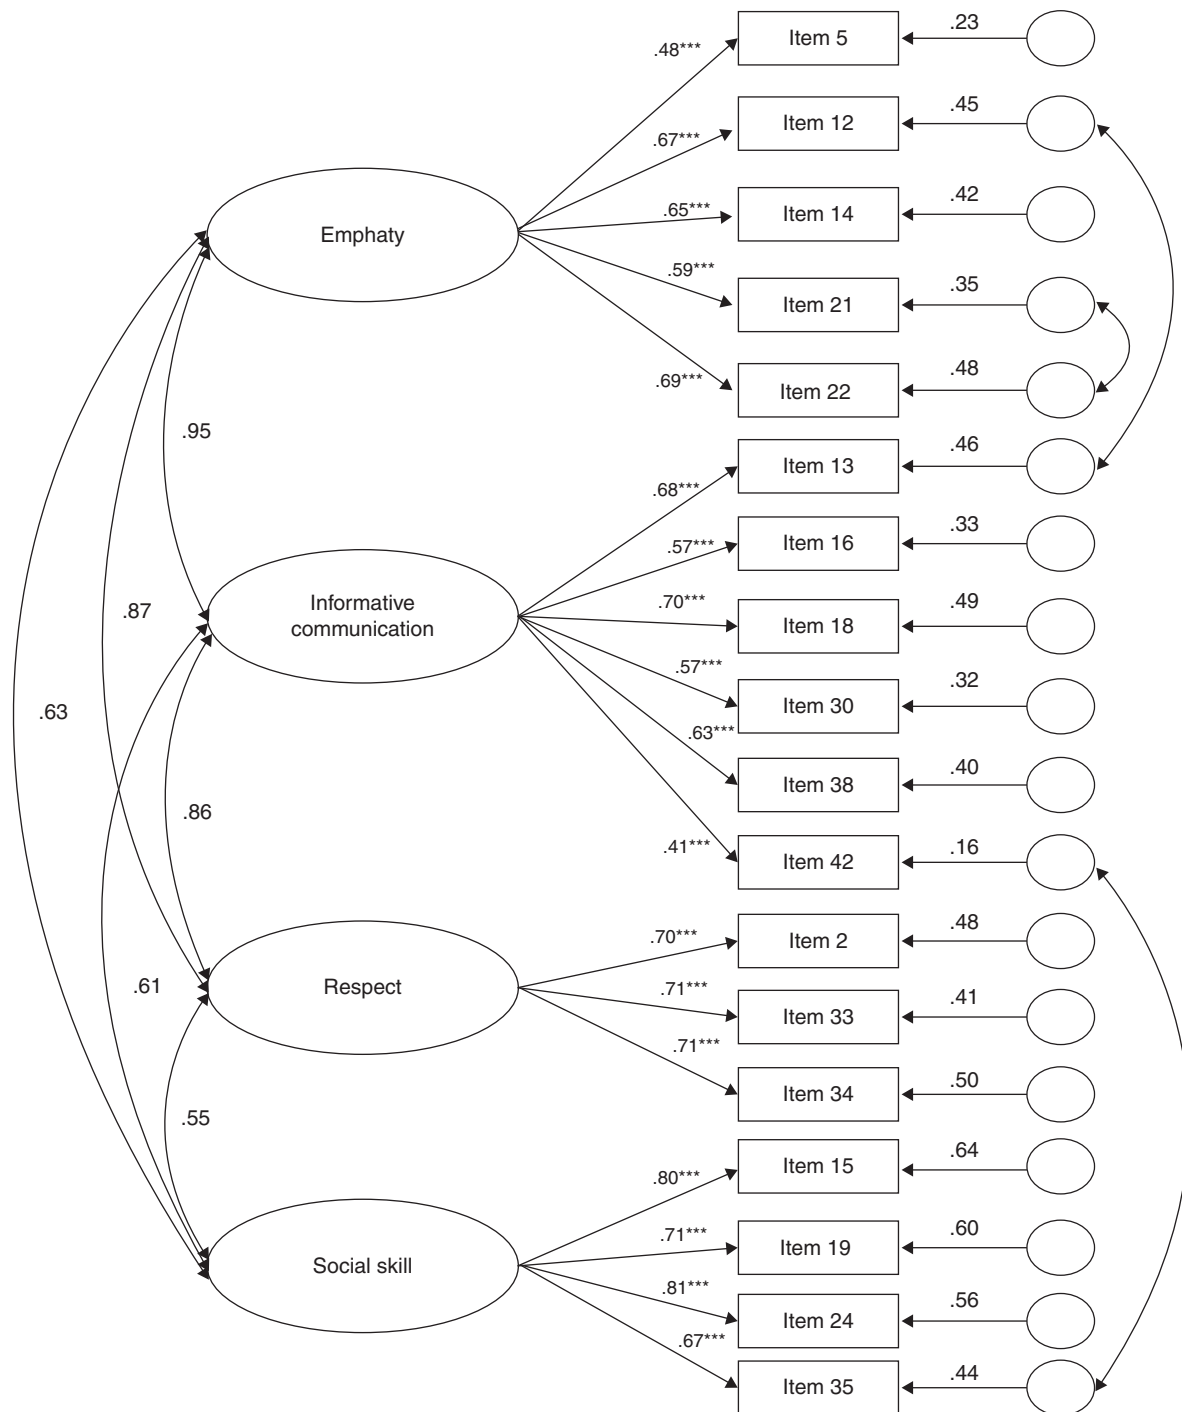 .48***
Item 5
.23
.67***
Item 12
.45
.65***
Item 14
.42
Emphaty
.59***
Item 21
.35
.69***
Item 22
.48
.95
.68***
Item 13
.46
.57***
Item 16
.33
Informative
communication
.70***
Item 18
.49
.87
.57***
Item 30
.32
.63
.63***
Item 38
.40
.86
.41***
Item 42
.16
.70***
Item 2
.48
.61
Respect
.71***
Item 33
.41
.71***
Item 34
.50
.55
.80***
Item 15
.64
.71***
Item 19
.60
Social skill
.81***
Item 24
.56
.67***
Item 35
.44